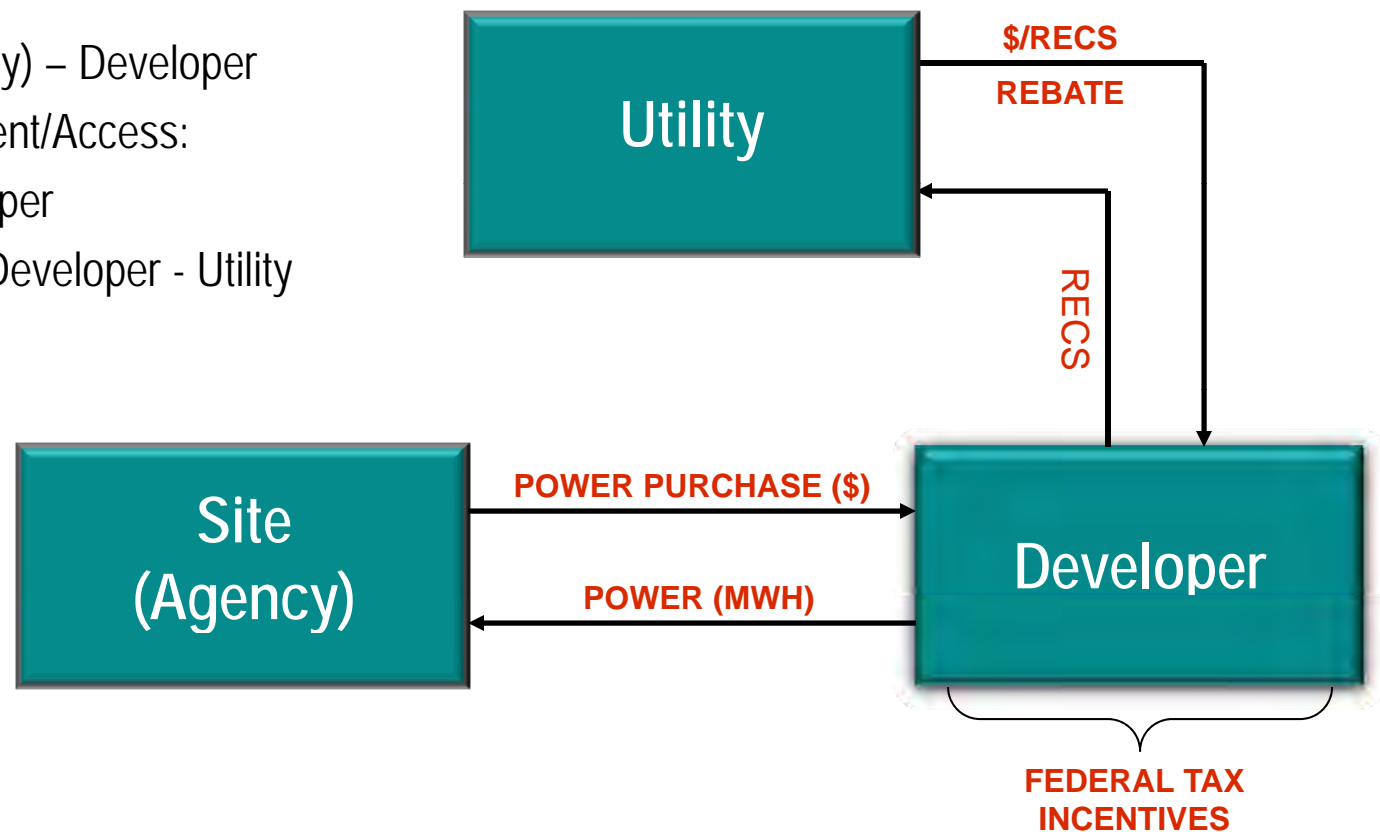 y) – Developer
ent/Access:
per
Developer - Utility
Utility
$/RECS
REBATE
RECS
Site
(Agency)
POWER PURCHASE ($)
POWER (MWH)
Developer
FEDERAL TAX
INCENTIVES